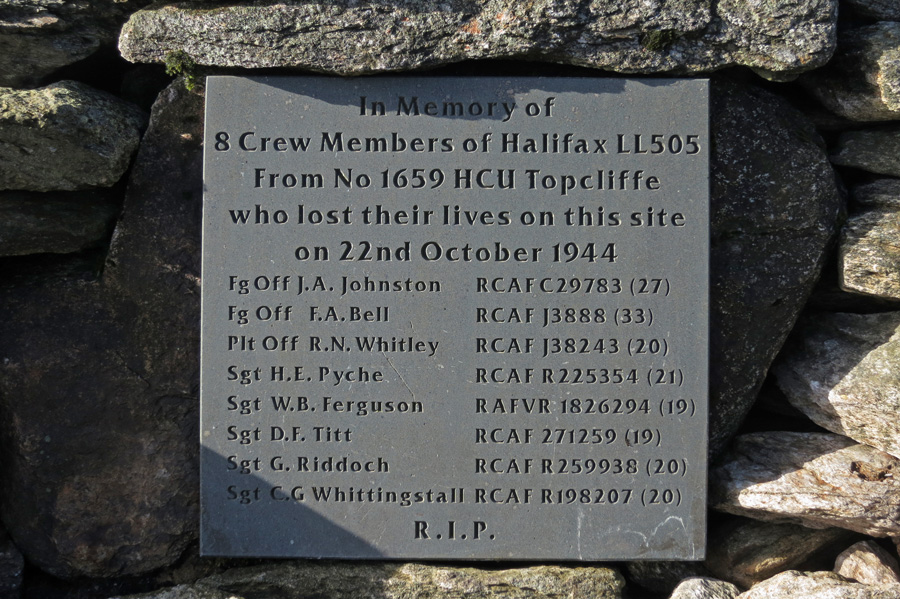 In Memory of
8 Crew Members of Halifax LL505
From No 1659 HCU Topcliffe
who lost their lives on this site
on 22nd October 1944
Fg Off J.A. Johnston RCAF C29783 (27)
Fg Off F.A. Bell RCAF J3888 (33)
Plt Off R.N. Whitley RCAF J38243 (20)
Sgt H.E. Pyche RCAF R225354 (21)
Sgt W.B. Ferguson RAFVR 1826294 (19)
Sgt D.F. Titt RCAF 271259 (19)
Sgt G. Riddoch RCAF R259938 (20)
Sgt C.G Whittingstall RCAF R198207 (20)
R.I.P.